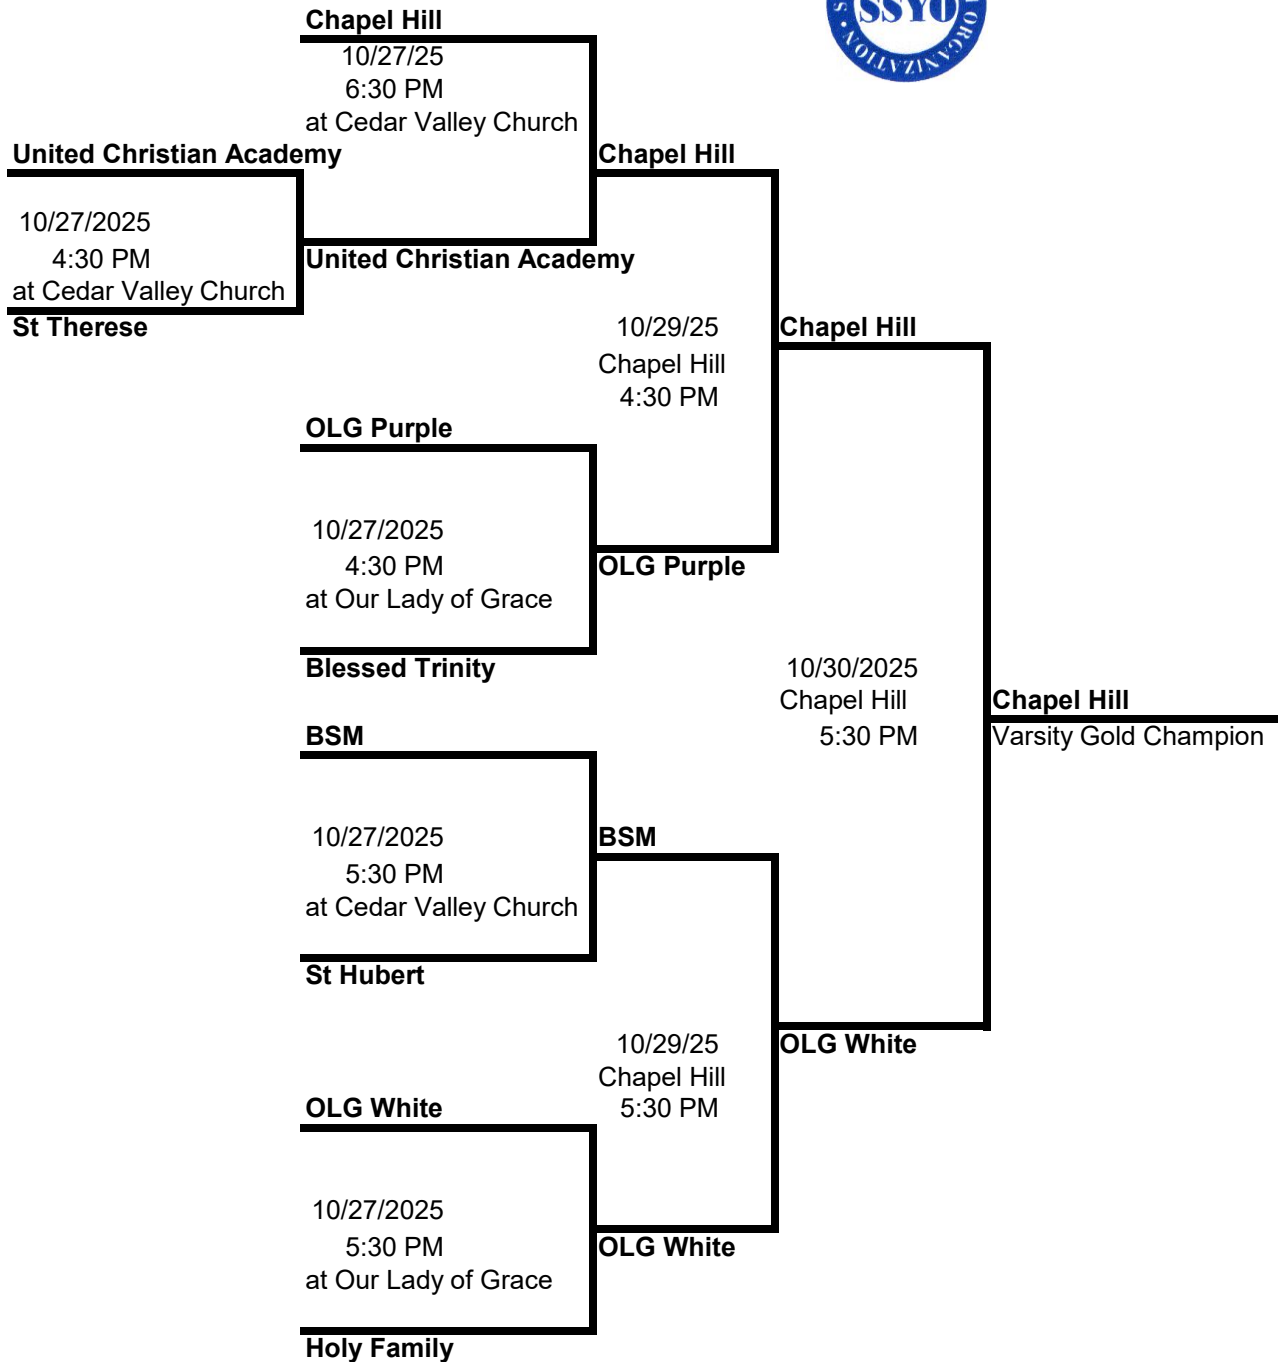 SSYO
ORGANIZATION
Chapel Hill
10/27/25
6:30 PM
at Cedar Valley Church
United Christian Academy
Chapel Hill
10/27/2025
4:30 PM
at Cedar Valley Church
United Christian Academy
St Therese
10/29/25
Chapel Hill
4:30 PM
Chapel Hill
OLG Purple
10/27/2025
4:30 PM
at Our Lady of Grace
OLG Purple
Blessed Trinity
10/30/2025
Chapel Hill
5:30 PM
Chapel Hill
Varsity Gold Champion
BSM
10/27/2025
5:30 PM
at Cedar Valley Church
BSM
St Hubert
10/29/25
Chapel Hill
5:30 PM
OLG White
OLG White
10/27/2025
5:30 PM
at Our Lady of Grace
OLG White
Holy Family